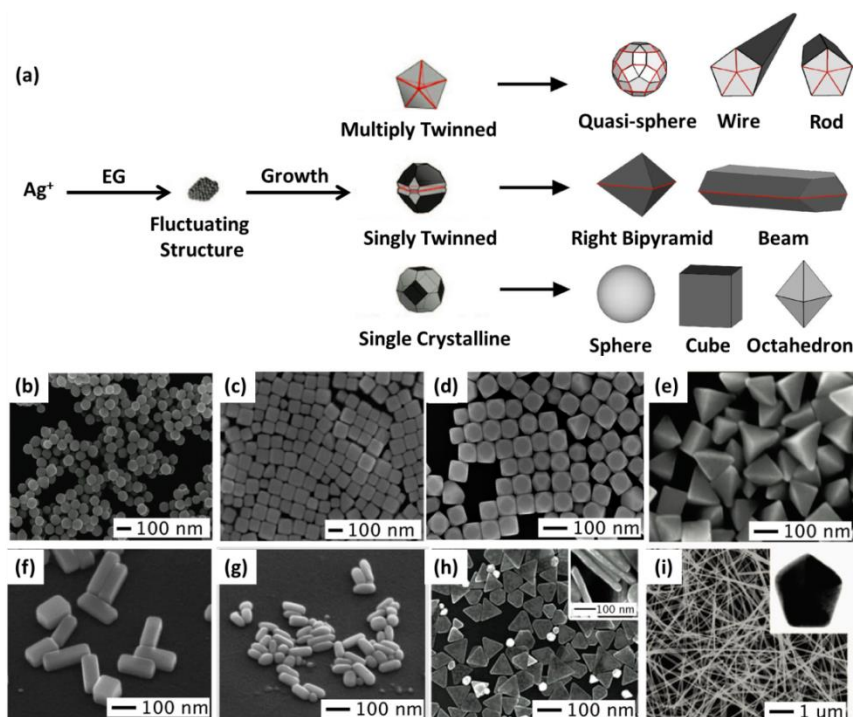 (a)
Multiply Twinned
Quasi-sphere
Wire
Rod
Ag⁺
EG
Fluctuating
Structure
Growth
Singly Twinned
Right Bipyramid
Beam
Single Crystalline
Sphere
Cube
Octahedron
(b)
100 nm
(c)
100 nm
(d)
100 nm
(e)
100 nm
(f)
100 nm
(g)
100 nm
(h)
100 nm
100 nm
(i)
1 μm